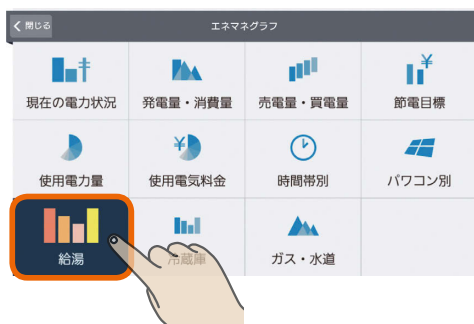 閉じる
エネマネグラフ
現在の電力状況
発電量・消費量
売電量・買電量
節電目標
使用電力量
使用電気料金
時間帯別
パワコン別
給湯
冷蔵庫
ガス・水道